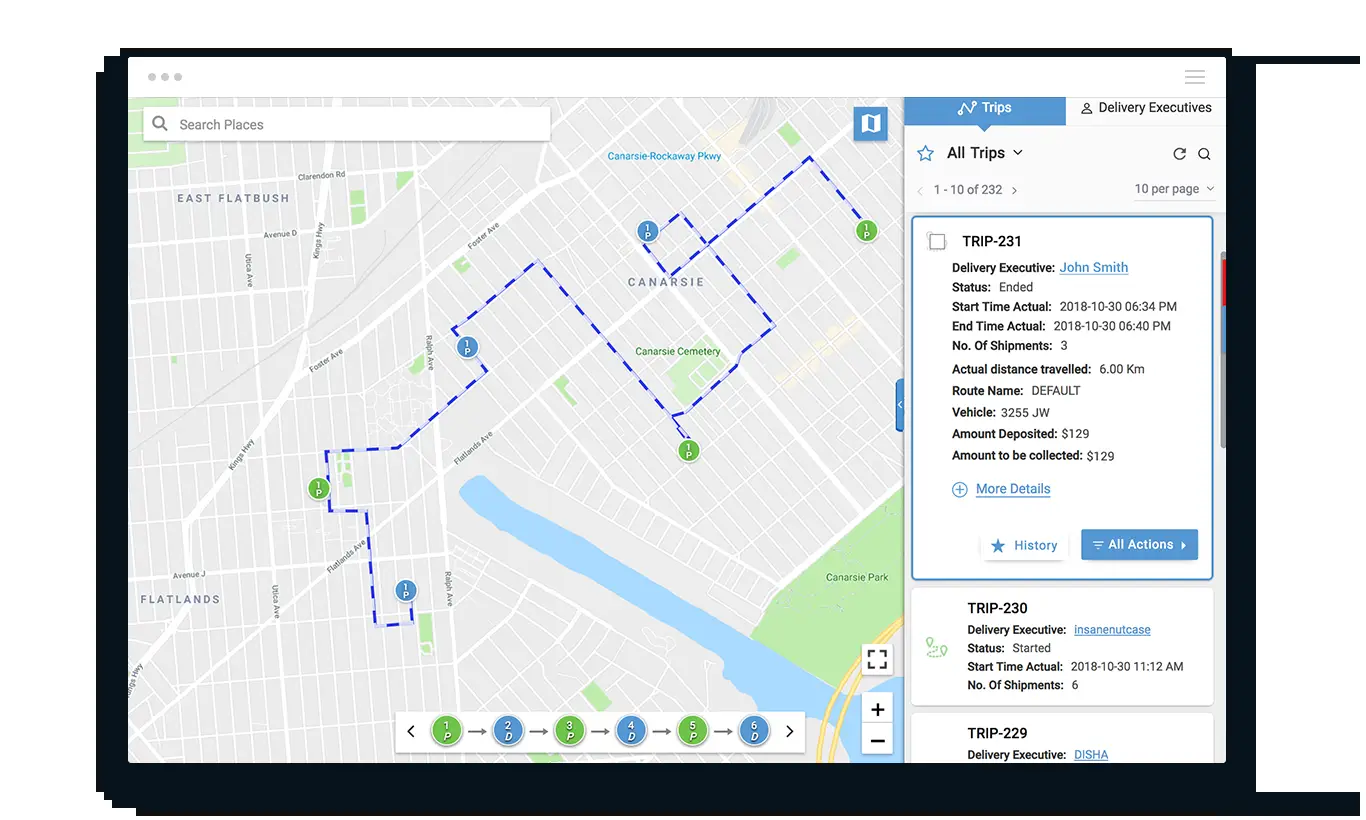 Search Places
Canarsie-Rockaway Pkwy
Clarendon Rd
EAST FLATBUSH
Avenue D
Kings Hwy
Utica Ave
Foster Ave
1
P
1
P
CANARSIE
1
P
Ralph Ave
Foster Ave
Canarsie Cemetery
Kings Hwy
Flatlands Ave
1
P
1
P
Flatlands Ave
Avenue J
Utica Ave
Ralph Ave
1
P
FLATLANDS
Canarsie Park
Kings Hwy
1
P
2
D
3
P
4
D
5
P
6
D
+
−
Trips
Delivery Executives
All Trips
1 - 10 of 232
10 per page
TRIP-231
Delivery Executive: John Smith
Status: Ended
Start Time Actual: 2018-10-30 06:34 PM
End Time Actual: 2018-10-30 06:40 PM
No. Of Shipments: 3
Actual distance travelled: 6.00 Km
Route Name: DEFAULT
Vehicle: 3255 JW
Amount Deposited: $129
Amount to be collected: $129
More Details
History
All Actions
TRIP-230
Delivery Executive: insanenutcase
Status: Started
Start Time Actual: 2018-10-30 11:12 AM
No. Of Shipments: 6
TRIP-229
Delivery Executive: DISHA